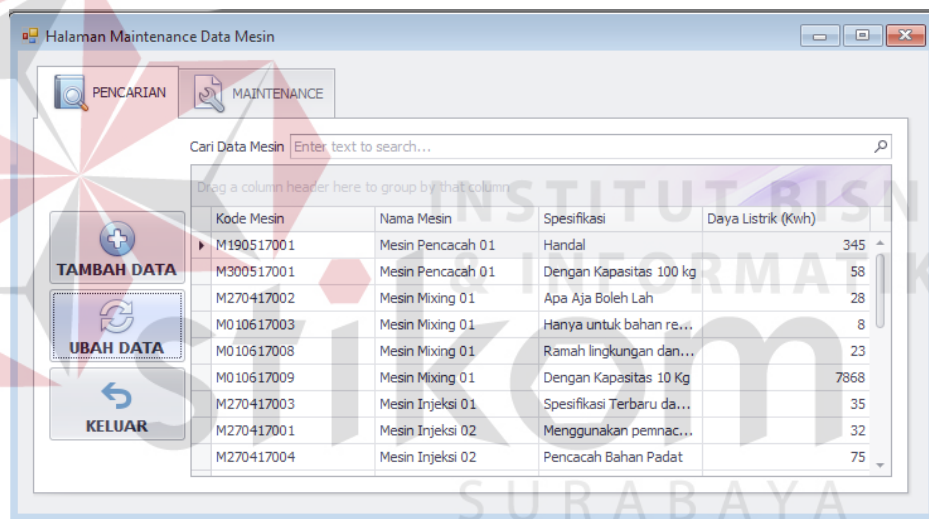 Halaman Maintenance Data Mesin
PENCARIAN MAINTENANCE
Cari Data Mesin Enter text to search...
Drag a column header here to group by that column
INSTITUT BISN
Kode Mesin Nama Mesin Spesifikasi Daya Listrik (Kwh)
M190517001 Mesin Pencacah 01 Handal 345
& INFORMATIK
TAMBAH DATA
M300517001 Mesin Pencacah 01 Dengan Kapasitas 100 kg 58
M270417002 Mesin Mixing 01 Apa Aja Boleh Lah 28
M010617003 Mesin Mixing 01 Hanya untuk bahan re... 8
UBAH DATA
M010617008 Mesin Mixing 01 Ramah lingkungan dan... 23
stikom
M010617009 Mesin Mixing 01 Dengan Kapasitas 10 Kg 7868
M270417003 Mesin Injeksi 01 Spesifikasi Terbaru da... 35
KELUAR
M270417001 Mesin Injeksi 02 Menggunakan pemnac... 32
M270417004 Mesin Injeksi 02 Pencacah Bahan Padat 75
SURABAYA